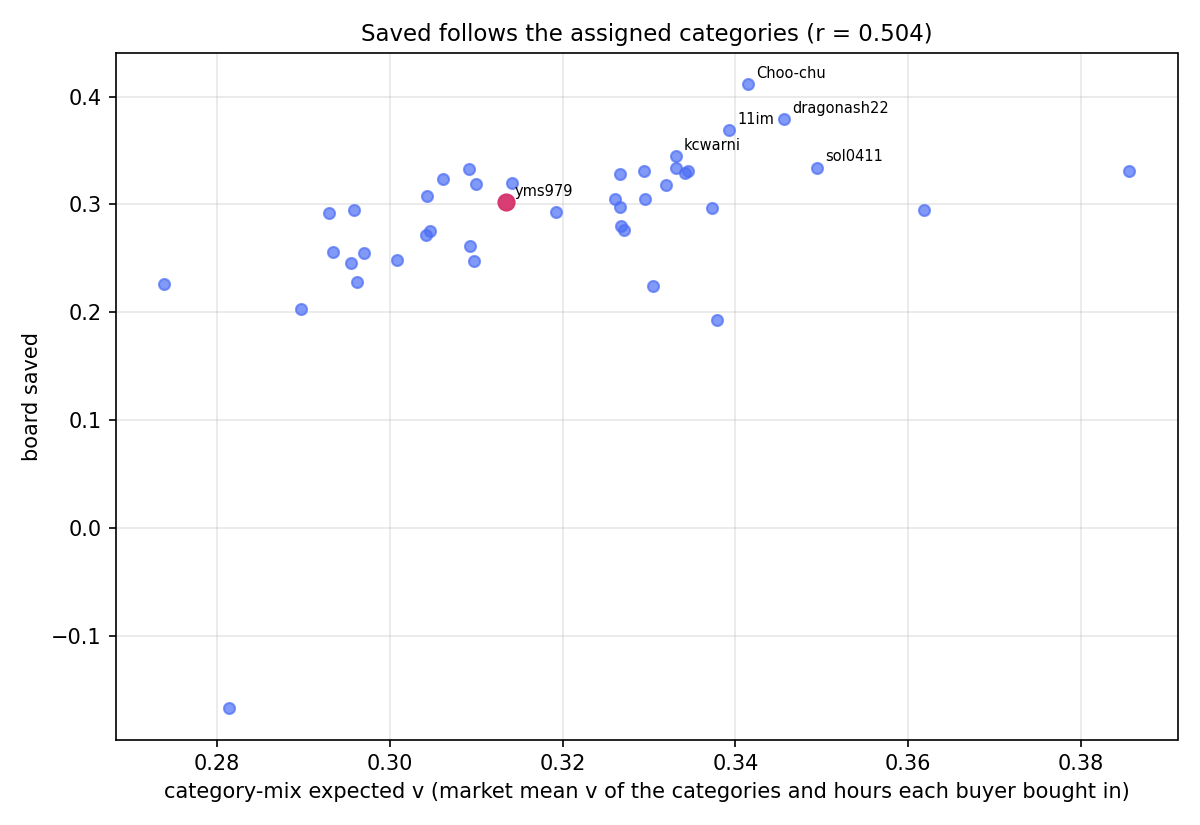 Saved follows the assigned categories (r = 0.504)
Choo-chu
dragonash22
11im
kcwarni
sol0411
yms979
0.4
0.3
0.2
0.1
0.0
−0.1
board saved
0.28 0.30 0.32 0.34 0.36 0.38
category-mix expected v (market mean v of the categories and hours each buyer bought in)